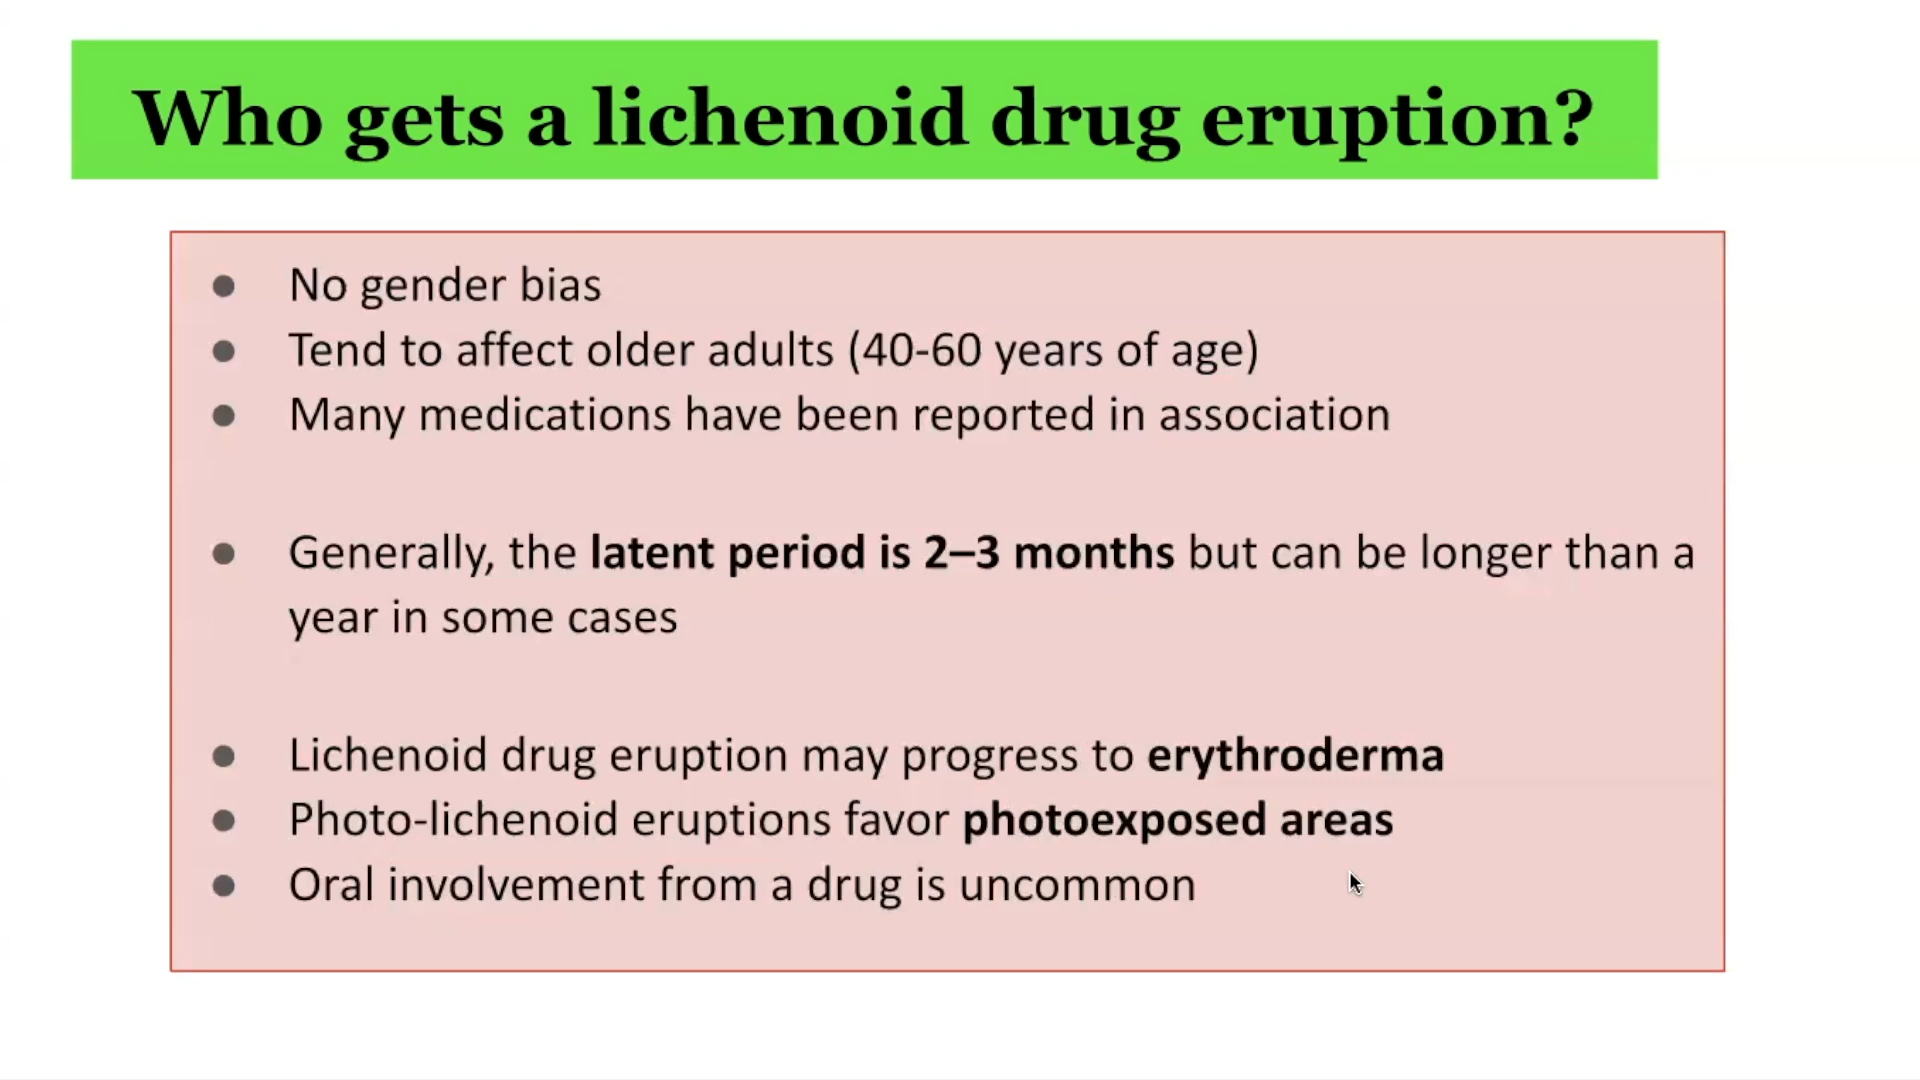 Who gets a lichenoid drug eruption?
● No gender bias
● Tend to affect older adults (40-60 years of age)
● Many medications have been reported in association
● Generally, the latent period is 2–3 months but can be longer than a
year in some cases
● Lichenoid drug eruption may progress to erythroderma
● Photo-lichenoid eruptions favor photoexposed areas
● Oral involvement from a drug is uncommon